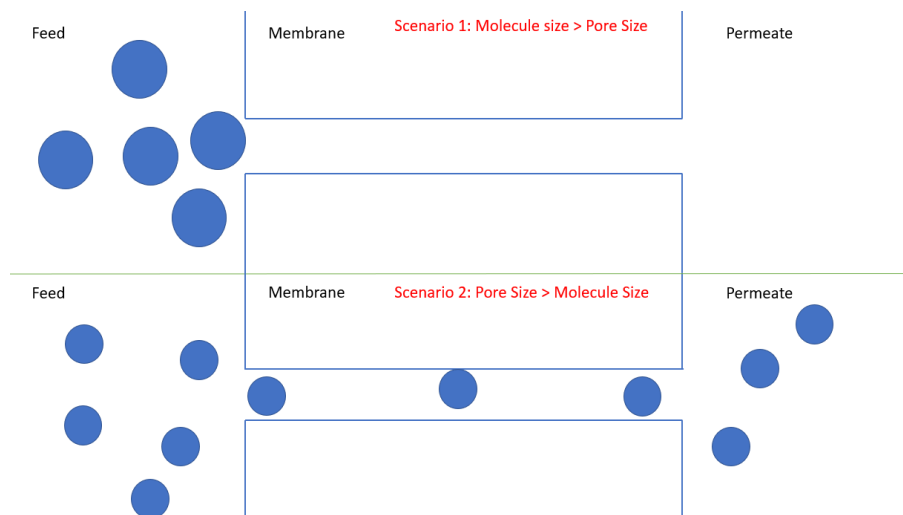 Feed
Membrane
Scenario 1: Molecule size > Pore Size
Permeate
Feed
Membrane
Scenario 2: Pore Size > Molecule Size
Permeate